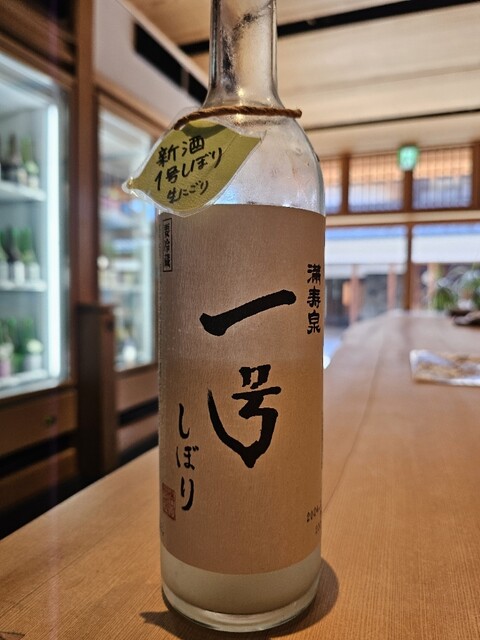 新酒
1号しぼり
生にごり
要冷蔵
満寿泉
一号
しぼり